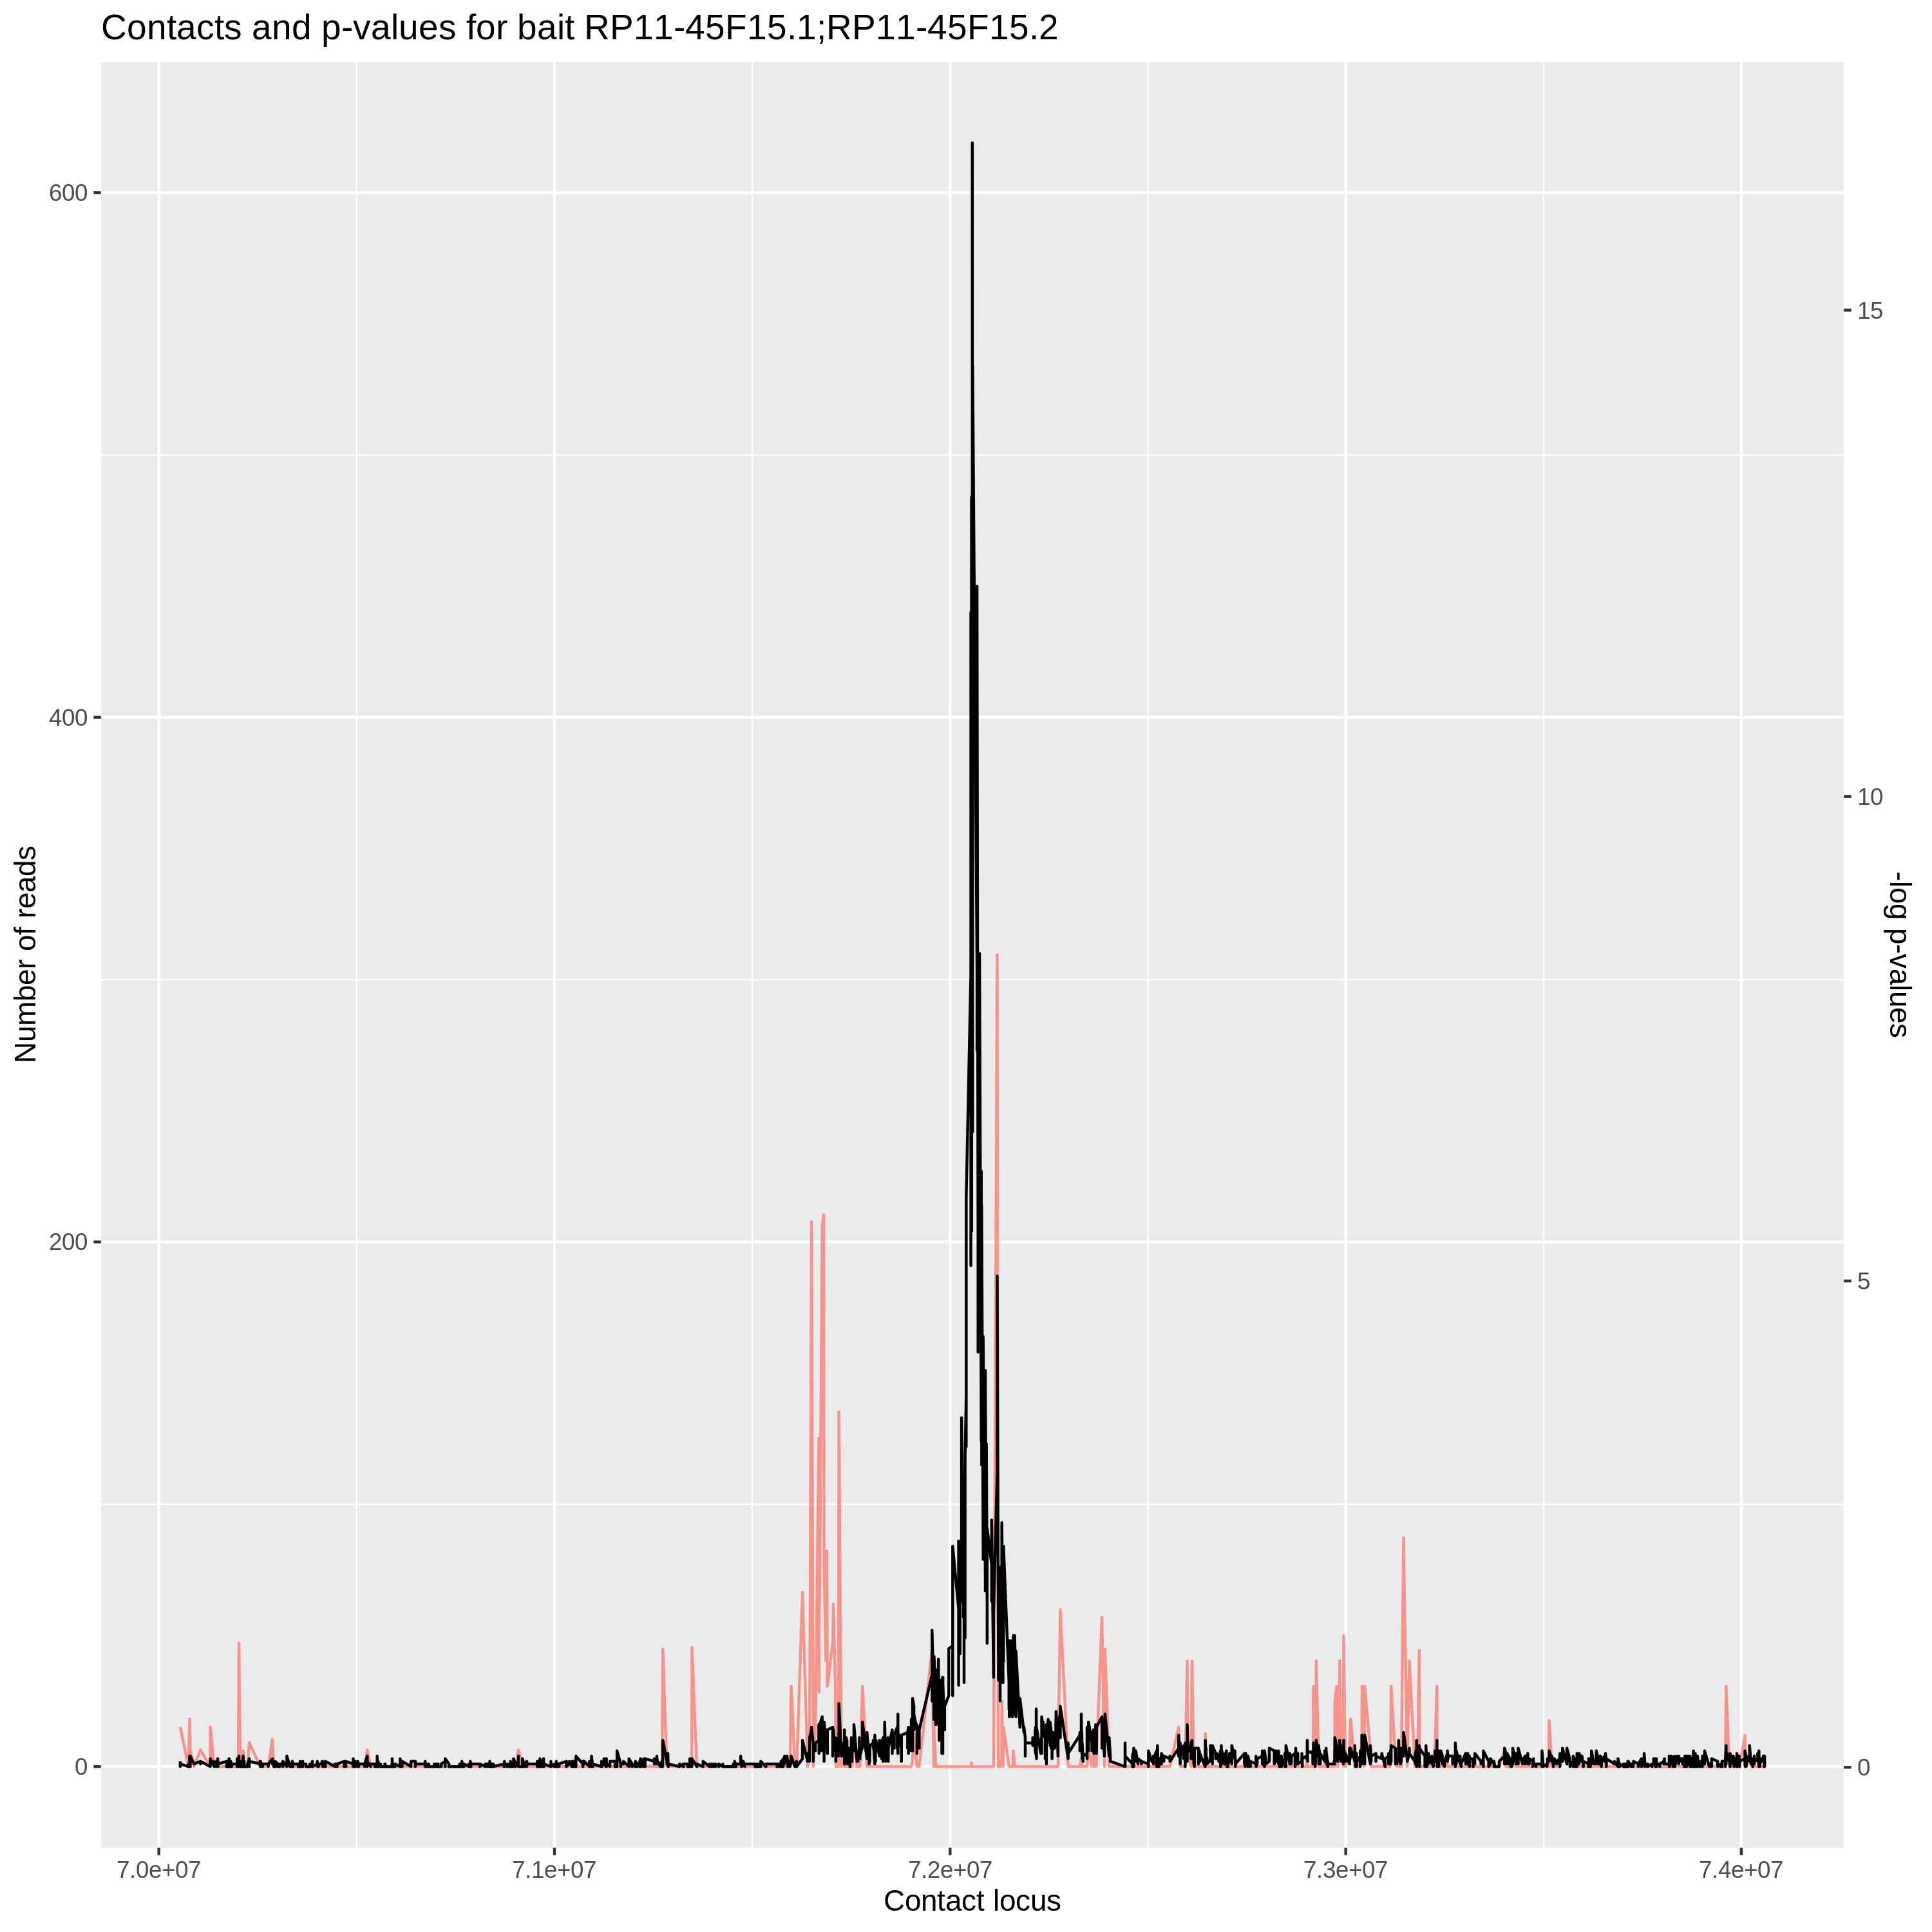 Contacts and p-values for bait RP11-45F15.1;RP11-45F15.2
600
400
200
0
Number of reads
15
10
5
0
-log p-values
7.0e+07
7.1e+07
7.2e+07
7.3e+07
7.4e+07
Contact locus